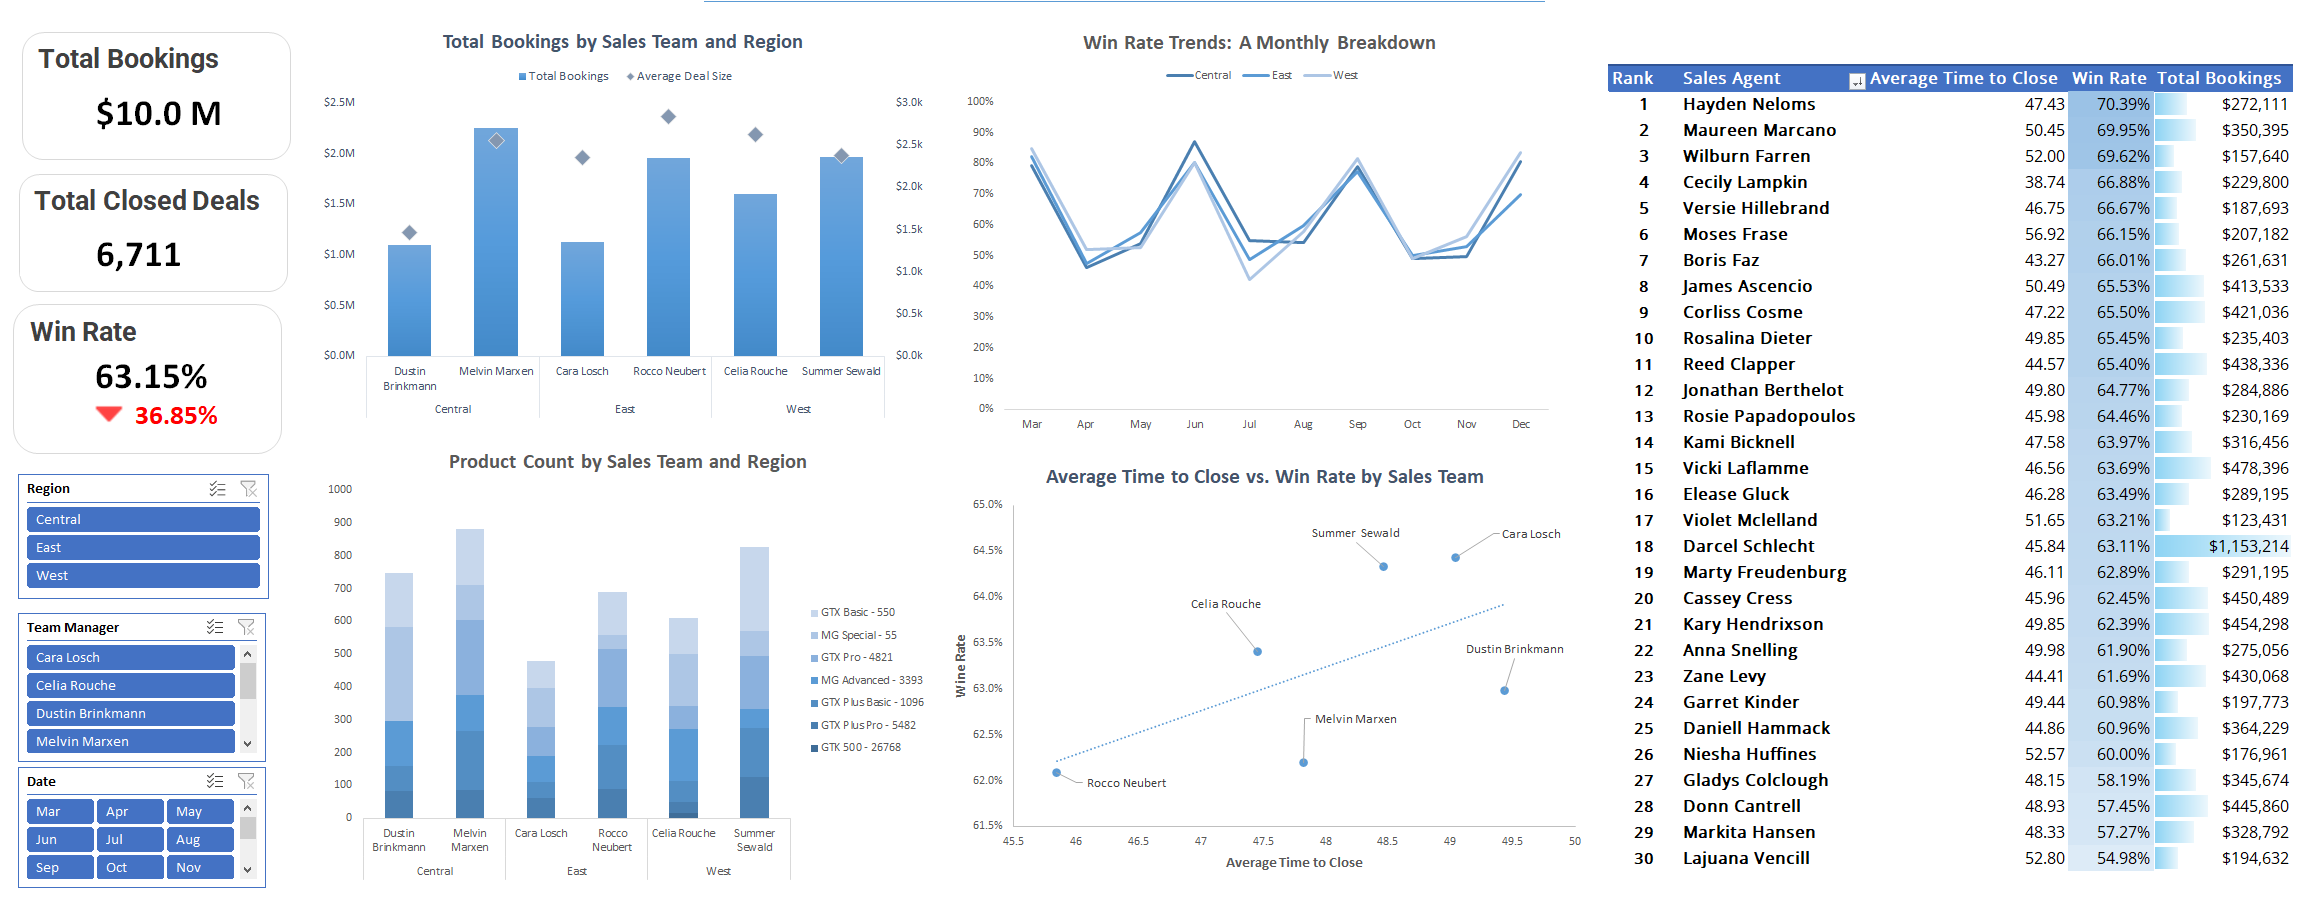 Total Bookings
$10.0 M
Total Closed Deals
6,711
Win Rate
63.15%
36.85%
Region
Central
East
West
Team Manager
Cara Losch
Celia Rouche
Dustin Brinkmann
Melvin Marxen
Date
Mar Apr May
Jun Jul Aug
Sep Oct Nov
Total Bookings by Sales Team and Region
Total Bookings Average Deal Size
$2.5M
$2.0M
$1.5M
$1.0M
$0.5M
$0.0M
$3.0k
$2.5k
$2.0k
$1.5k
$1.0k
$0.5k
$0.0k
Dustin Brinkmann Melvin Marxen Cara Losch Rocco Neubert Celia Rouche Summer Sewald
Central East West
Product Count by Sales Team and Region
1000
900
800
700
600
500
400
300
200
100
0
GTX Basic - 550
MG Special - 55
GTX Pro - 4821
MG Advanced - 3393
GTX Plus Basic - 1096
GTX Plus Pro - 5482
GTK 500 - 26768
Dustin Brinkmann Melvin Marxen Cara Losch Rocco Neubert Celia Rouche Summer Sewald
Central East West
Win Rate Trends: A Monthly Breakdown
Central East West
100%
90%
80%
70%
60%
50%
40%
30%
20%
10%
0%
Mar Apr May Jun Jul Aug Sep Oct Nov Dec
Average Time to Close vs. Win Rate by Sales Team
Wine Rate
65.0%
64.5%
64.0%
63.5%
63.0%
62.5%
62.0%
61.5%
Summer Sewald
Cara Losch
Celia Rouche
Dustin Brinkmann
Melvin Marxen
Rocco Neubert
45.5 46 46.5 47 47.5 48 48.5 49 49.5 50
Average Time to Close
Rank Sales Agent Average Time to Close Win Rate Total Bookings
1 Hayden Neloms 47.43 70.39% $272,111
2 Maureen Marcano 50.45 69.95% $350,395
3 Wilburn Farren 52.00 69.62% $157,640
4 Cecily Lampkin 38.74 66.88% $229,800
5 Versie Hillebrand 46.75 66.67% $187,693
6 Moses Frase 56.92 66.15% $207,182
7 Boris Faz 43.27 66.01% $261,631
8 James Ascencio 50.49 65.53% $413,533
9 Corliss Cosme 47.22 65.50% $421,036
10 Rosalina Dieter 49.85 65.45% $235,403
11 Reed Clapper 44.57 65.40% $438,336
12 Jonathan Berthelot 49.80 64.77% $284,886
13 Rosie Papadopoulos 45.98 64.46% $230,169
14 Kami Bicknell 47.58 63.97% $316,456
15 Vicki Laflamme 46.56 63.69% $478,396
16 Elease Gluck 46.28 63.49% $289,195
17 Violet Mclelland 51.65 63.21% $123,431
18 Darcel Schlecht 45.84 63.11% $1,153,214
19 Marty Freudenburg 46.11 62.89% $291,195
20 Cassey Cress 45.96 62.45% $450,489
21 Kary Hendrixson 49.85 62.39% $454,298
22 Anna Snelling 49.98 61.90% $275,056
23 Zane Levy 44.41 61.69% $430,068
24 Garret Kinder 49.44 60.98% $197,773
25 Daniell Hammack 44.86 60.96% $364,229
26 Niesha Huffines 52.57 60.00% $176,961
27 Gladys Colclough 48.15 58.19% $345,674
28 Donn Cantrell 48.93 57.45% $445,860
29 Markita Hansen 48.33 57.27% $328,792
30 Lajuana Vencill 52.80 54.98% $194,632